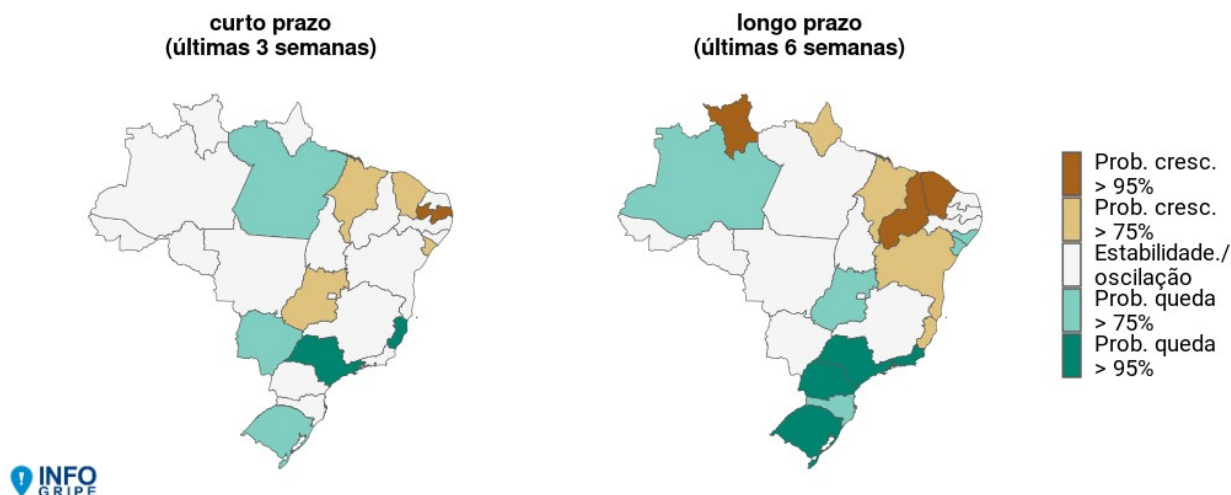 curto prazo
(últimas 3 semanas)
longo prazo
(últimas 6 semanas)
Prob. cresc.
> 95%
Prob. cresc.
> 75%
Estabilidade./
oscilação
Prob. queda
> 75%
Prob. queda
> 95%
INFO
GRIPE